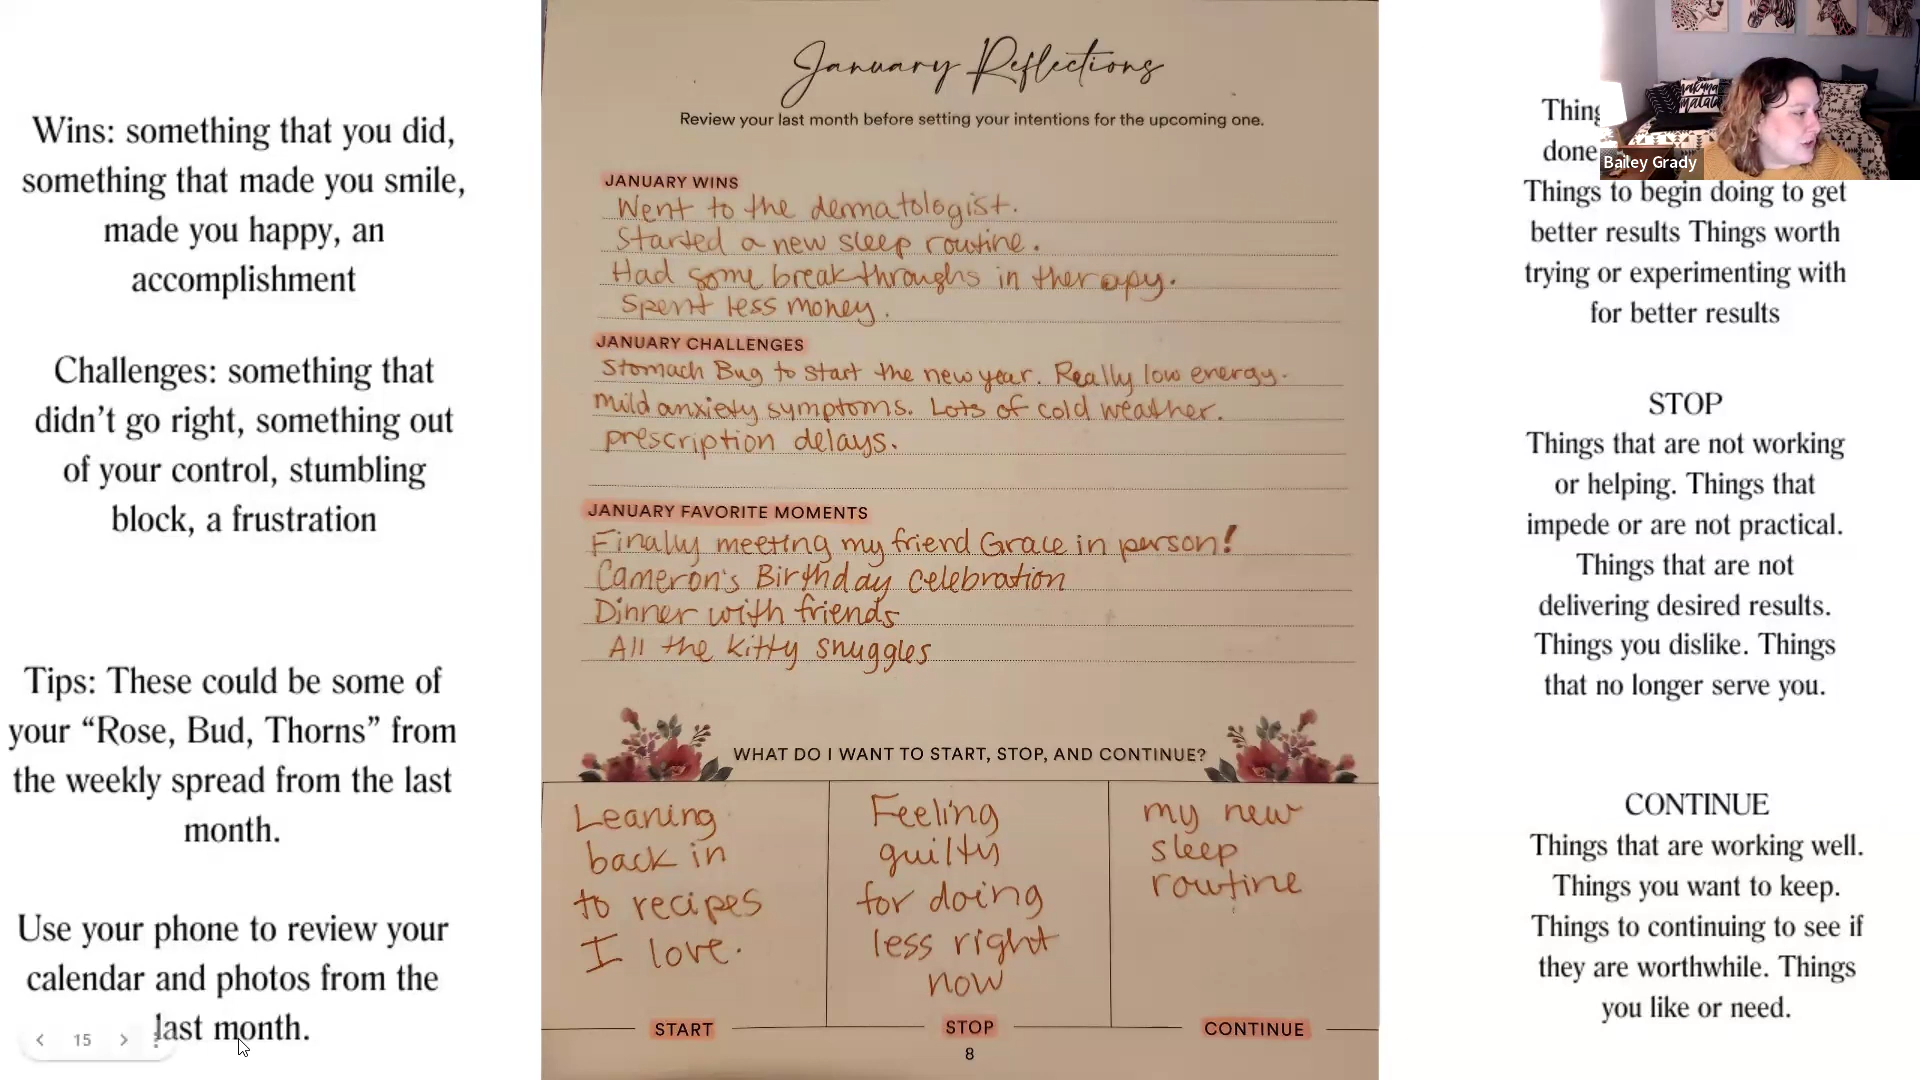 Wins: something that you did,
something that made you smile,
made you happy, an
accomplishment
Challenges: something that
didn’t go right, something out
of your control, stumbling
block, a frustration
Tips: These could be some of
your “Rose, Bud, Thorns” from
the weekly spread from the last
month.
Use your phone to review your
calendar and photos from the
last month.
15
January Reflections
Review your last month before setting your intentions for the upcoming one.
JANUARY WINS
Went to the dermatologist.
Started a new sleep routine.
Had some breakthroughs in therapy.
Spent less money.
JANUARY CHALLENGES
Stomach Bug to start the new year. Really low energy.
mild anxiety symptoms. Lots of cold weather.
prescription delays.
JANUARY FAVORITE MOMENTS
Finally meeting my friend Grace in person!
Cameron's Birthday celebration
Dinner with friends
All the kitty snuggles
WHAT DO I WANT TO START, STOP, AND CONTINUE?
Leaning
back in
to recipes
I love.
START
Feeling
guilty
for doing
less right
now
STOP
my new
sleep
routine
CONTINUE
8
hakuna
matata
Bailey Grady
done
Things to begin doing to get
better results Things worth
trying or experimenting with
for better results
STOP
Things that are not working
or helping. Things that
impede or are not practical.
Things that are not
delivering desired results.
Things you dislike. Things
that no longer serve you.
CONTINUE
Things that are working well.
Things you want to keep.
Things to continuing to see if
they are worthwhile. Things
you like or need.